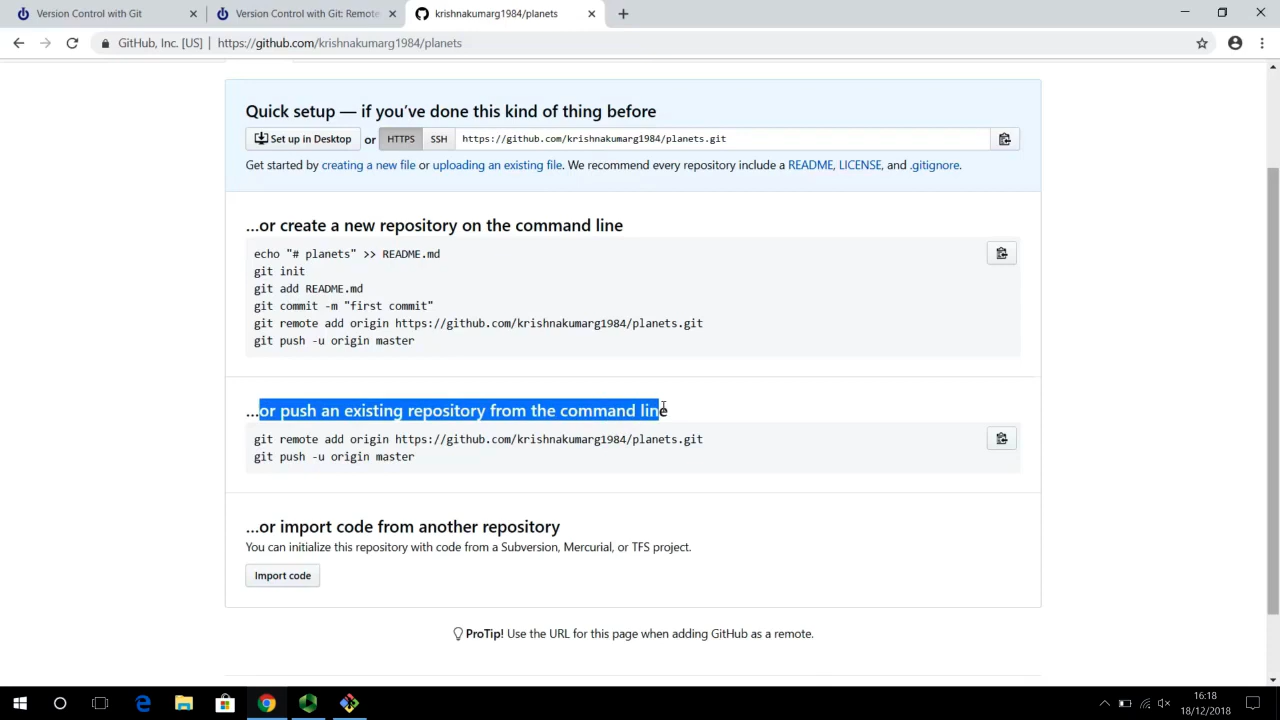 Version Control with Git
Version Control with Git: Remote
krishnakumarg1984/planets
GitHub, Inc. [US] | https://github.com/krishnakumarg1984/planets
Quick setup — if you’ve done this kind of thing before
Set up in Desktop or HTTPS SSH https://github.com/krishnakumarg1984/planets.git
Get started by creating a new file or uploading an existing file. We recommend every repository include a README, LICENSE, and .gitignore.
…or create a new repository on the command line
echo "# planets" >> README.md
git init
git add README.md
git commit -m "first commit"
git remote add origin https://github.com/krishnakumarg1984/planets.git
git push -u origin master
…or push an existing repository from the command line
git remote add origin https://github.com/krishnakumarg1984/planets.git
git push -u origin master
…or import code from another repository
You can initialize this repository with code from a Subversion, Mercurial, or TFS project.
Import code
ProTip! Use the URL for this page when adding GitHub as a remote.
16:18
18/12/2018